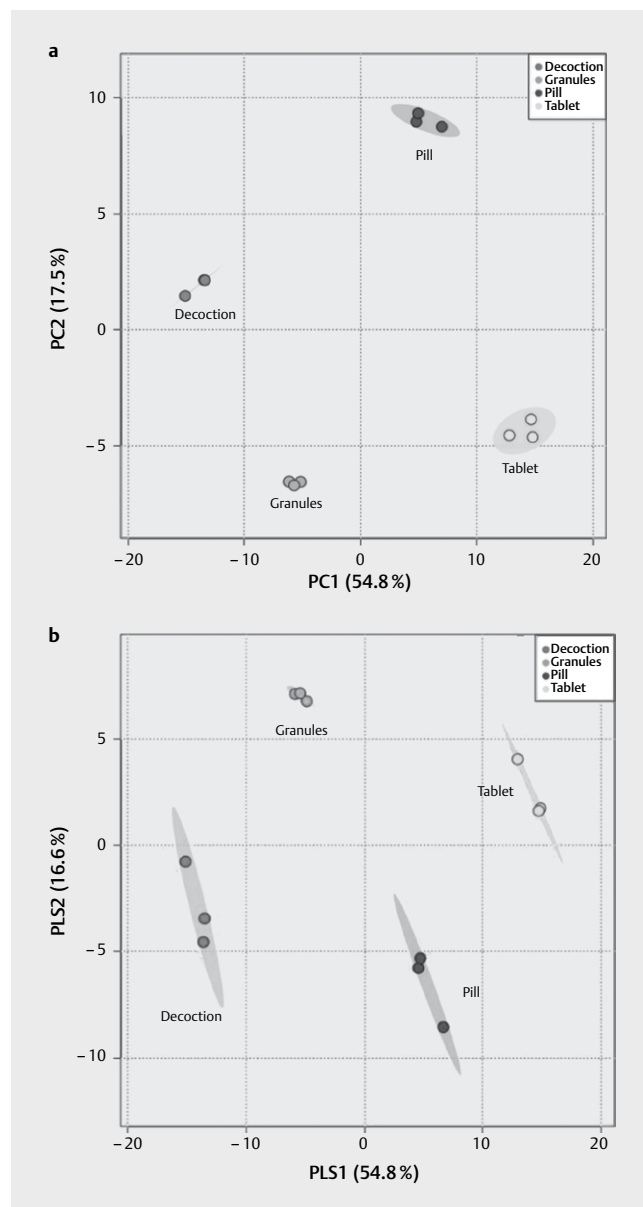 a
Decoction
Granules
Pill
Tablet
10
5
0
−5
PC2 (17.5 %)
Pill
Decoction
Tablet
Granules
−20 −10 0 10 20
PC1 (54.8 %)
b
Decoction
Granules
Pill
Tablet
5
0
−5
−10
PLS2 (16.6 %)
Granules
Tablet
Pill
Decoction
−20 −10 0 10 20
PLS1 (54.8 %)